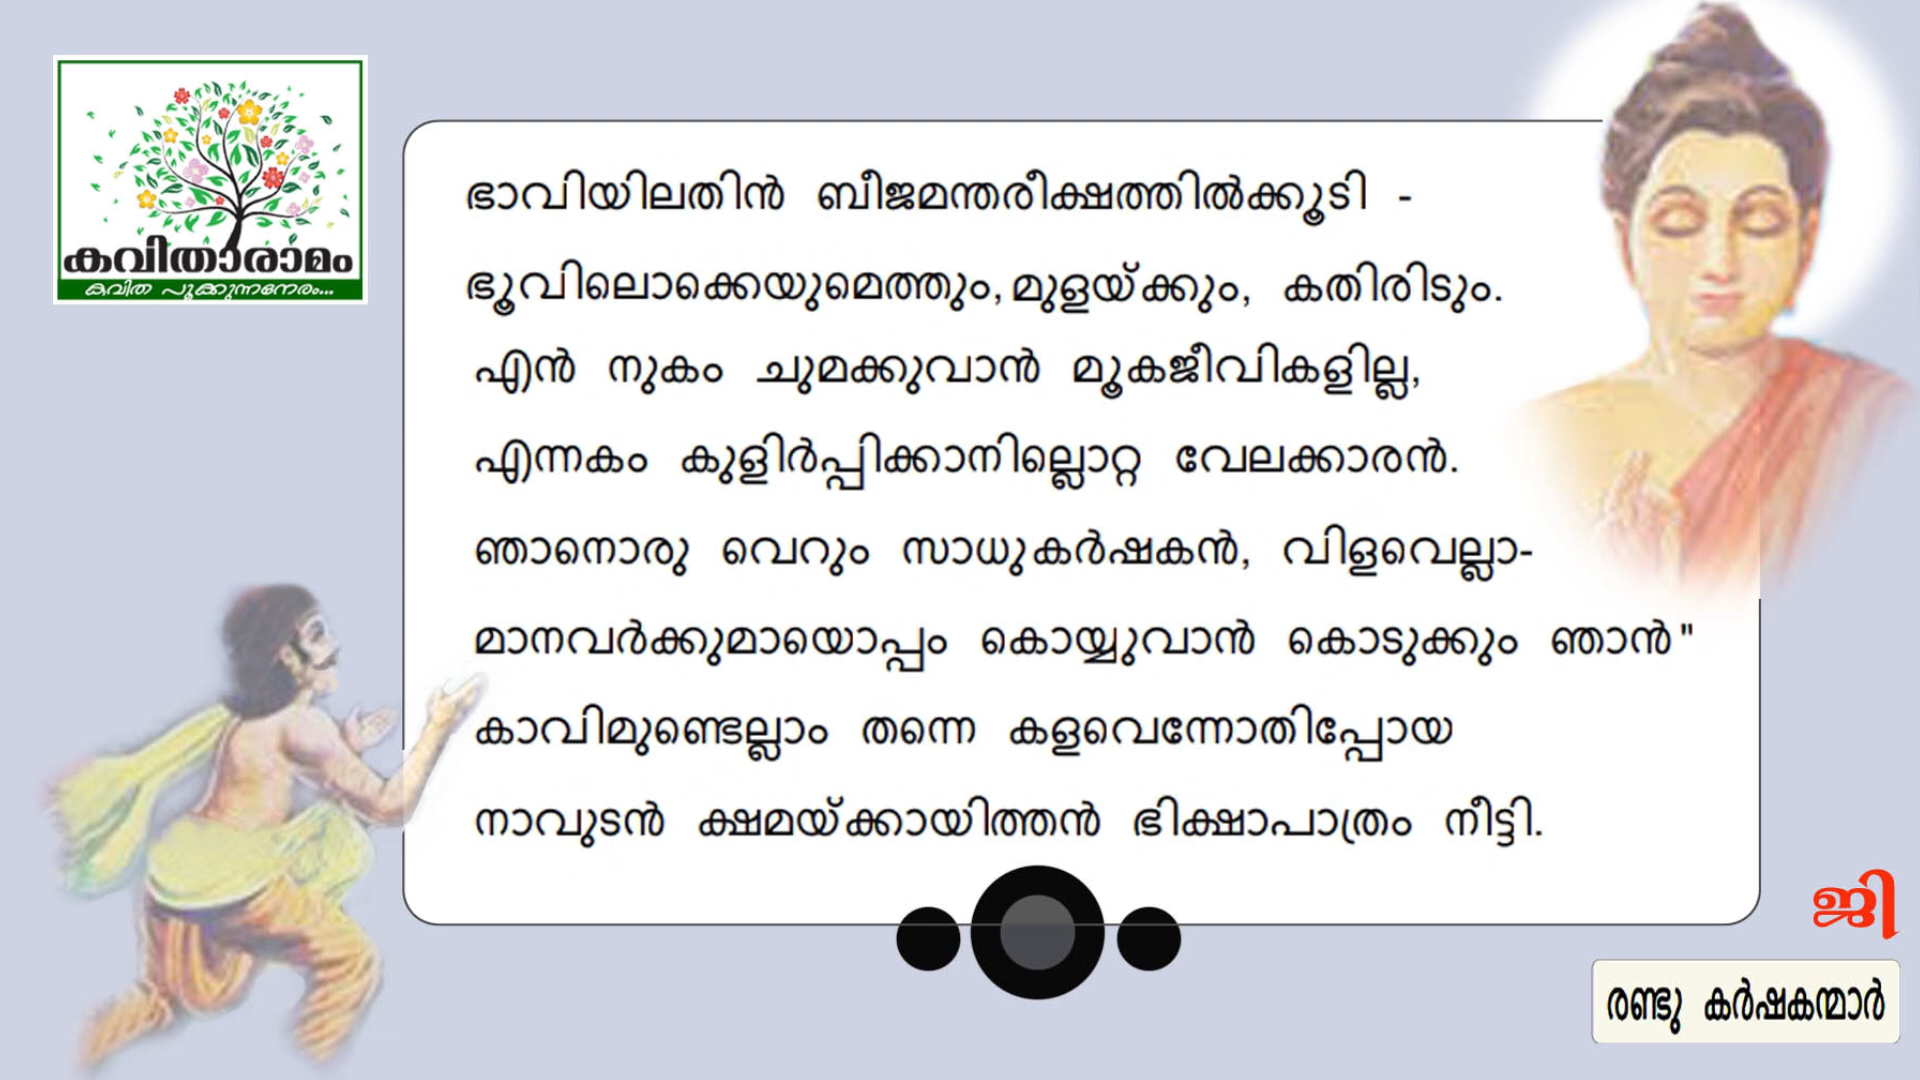 കവിതാരാമം
കവിത പൂക്കുന്നനേരം...
ഭാവിയിലതിൻ ബീജമന്തരീക്ഷത്തിൽക്കൂടി -
ഭൂവിലൊക്കെയുമെത്തും, മുളയ്ക്കും, കതിരിടും.
എൻ നുകം ചുമക്കുവാൻ മൂകജീവികളില്ല,
എന്നകം കുളിർപ്പിക്കാനില്ലൊറ്റ വേലക്കാരൻ.
ഞാനൊരു വെറും സാധുകർഷകൻ, വിളവെല്ലാ-
മാനവർക്കുമായൊപ്പം കൊയ്യുവാൻ കൊടുക്കും ഞാൻ"
കാവിമുണ്ടെല്ലാം തന്നെ കളവെന്നോതിപ്പോയ
നാവുടൻ ക്ഷമയ്ക്കായിത്തൻ ഭിക്ഷാപാത്രം നീട്ടി.
ജി
രണ്ടു കർഷകന്മാർ